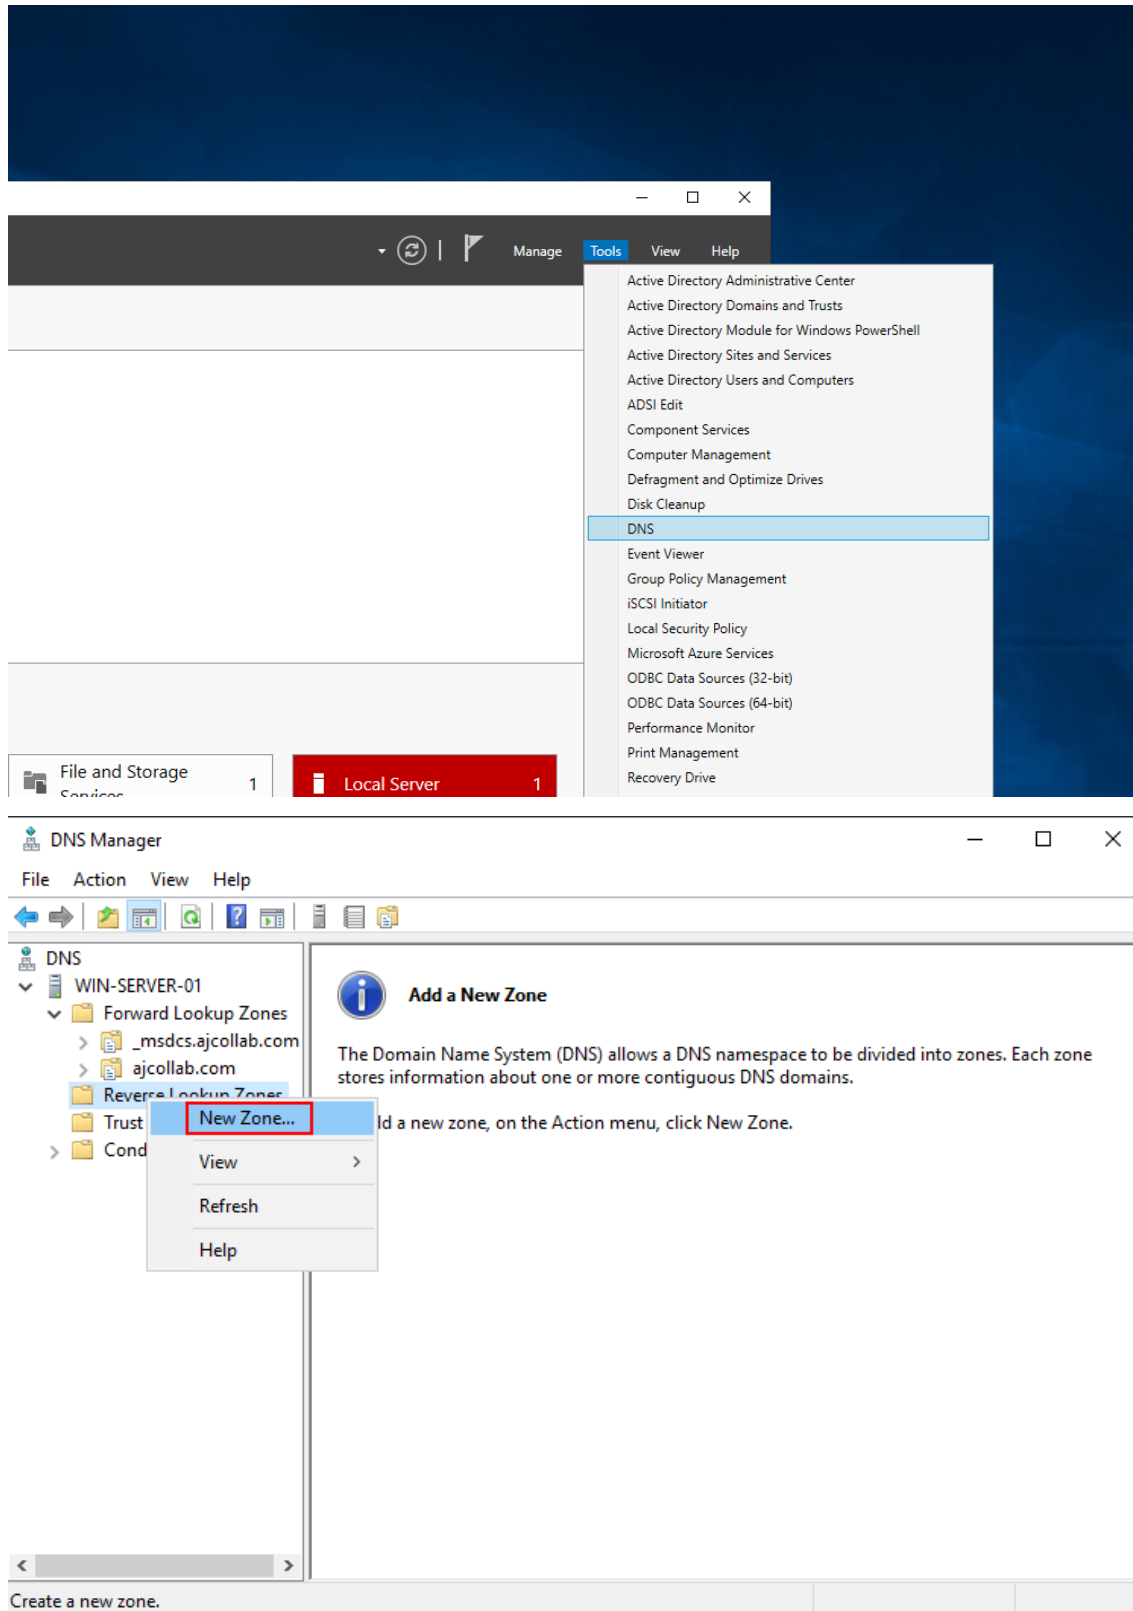 Manage Tools View Help
Active Directory Administrative Center
Active Directory Domains and Trusts
Active Directory Module for Windows PowerShell
Active Directory Sites and Services
Active Directory Users and Computers
ADSI Edit
Component Services
Computer Management
Defragment and Optimize Drives
Disk Cleanup
DNS
Event Viewer
Group Policy Management
iSCSI Initiator
Local Security Policy
Microsoft Azure Services
ODBC Data Sources (32-bit)
ODBC Data Sources (64-bit)
Performance Monitor
Print Management
Recovery Drive
File and Storage
Services
1
Local Server 1
DNS Manager
File Action View Help
DNS
WIN-SERVER-01
Forward Lookup Zones
_msdcs.ajcollab.com
ajcollab.com
Reverse Lookup Zones
Trust
Cond
New Zone...
View
Refresh
Help
Add a New Zone
The Domain Name System (DNS) allows a DNS namespace to be divided into zones. Each zone
stores information about one or more contiguous DNS domains.
ld a new zone, on the Action menu, click New Zone.
Create a new zone.